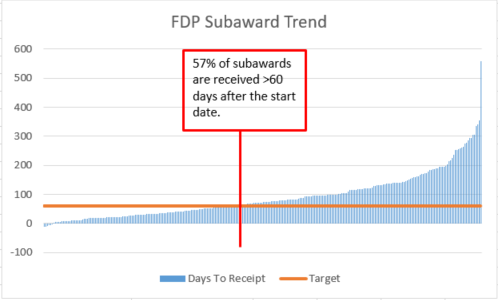 FDP Subaward Trend
600
500
400
300
200
100
0
-100
57% of subawards
are received >60
days after the start
date.
Days To Receipt
Target